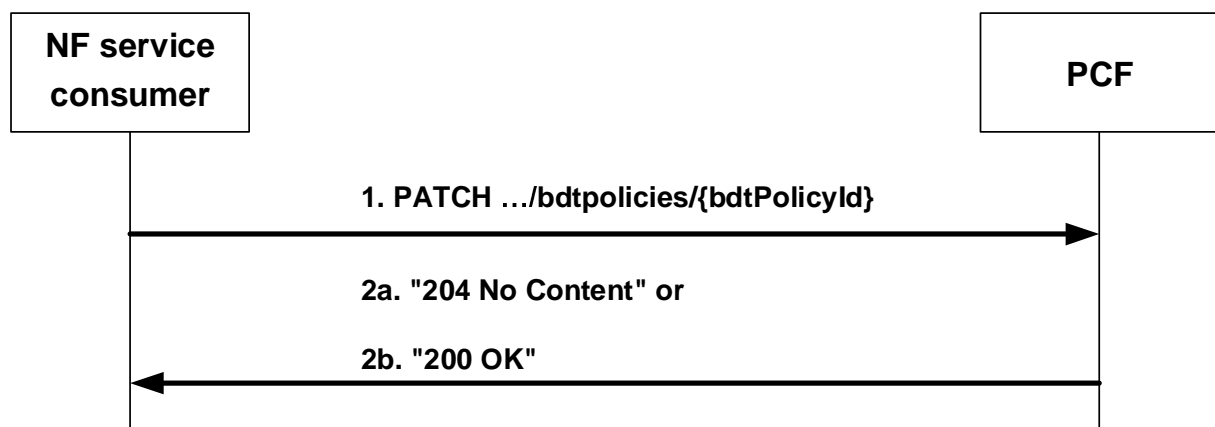 NF service
consumer
PCF
1. PATCH …/bdtpolicies/{bdtPolicyId}
2a. "204 No Content" or
2b. "200 OK"